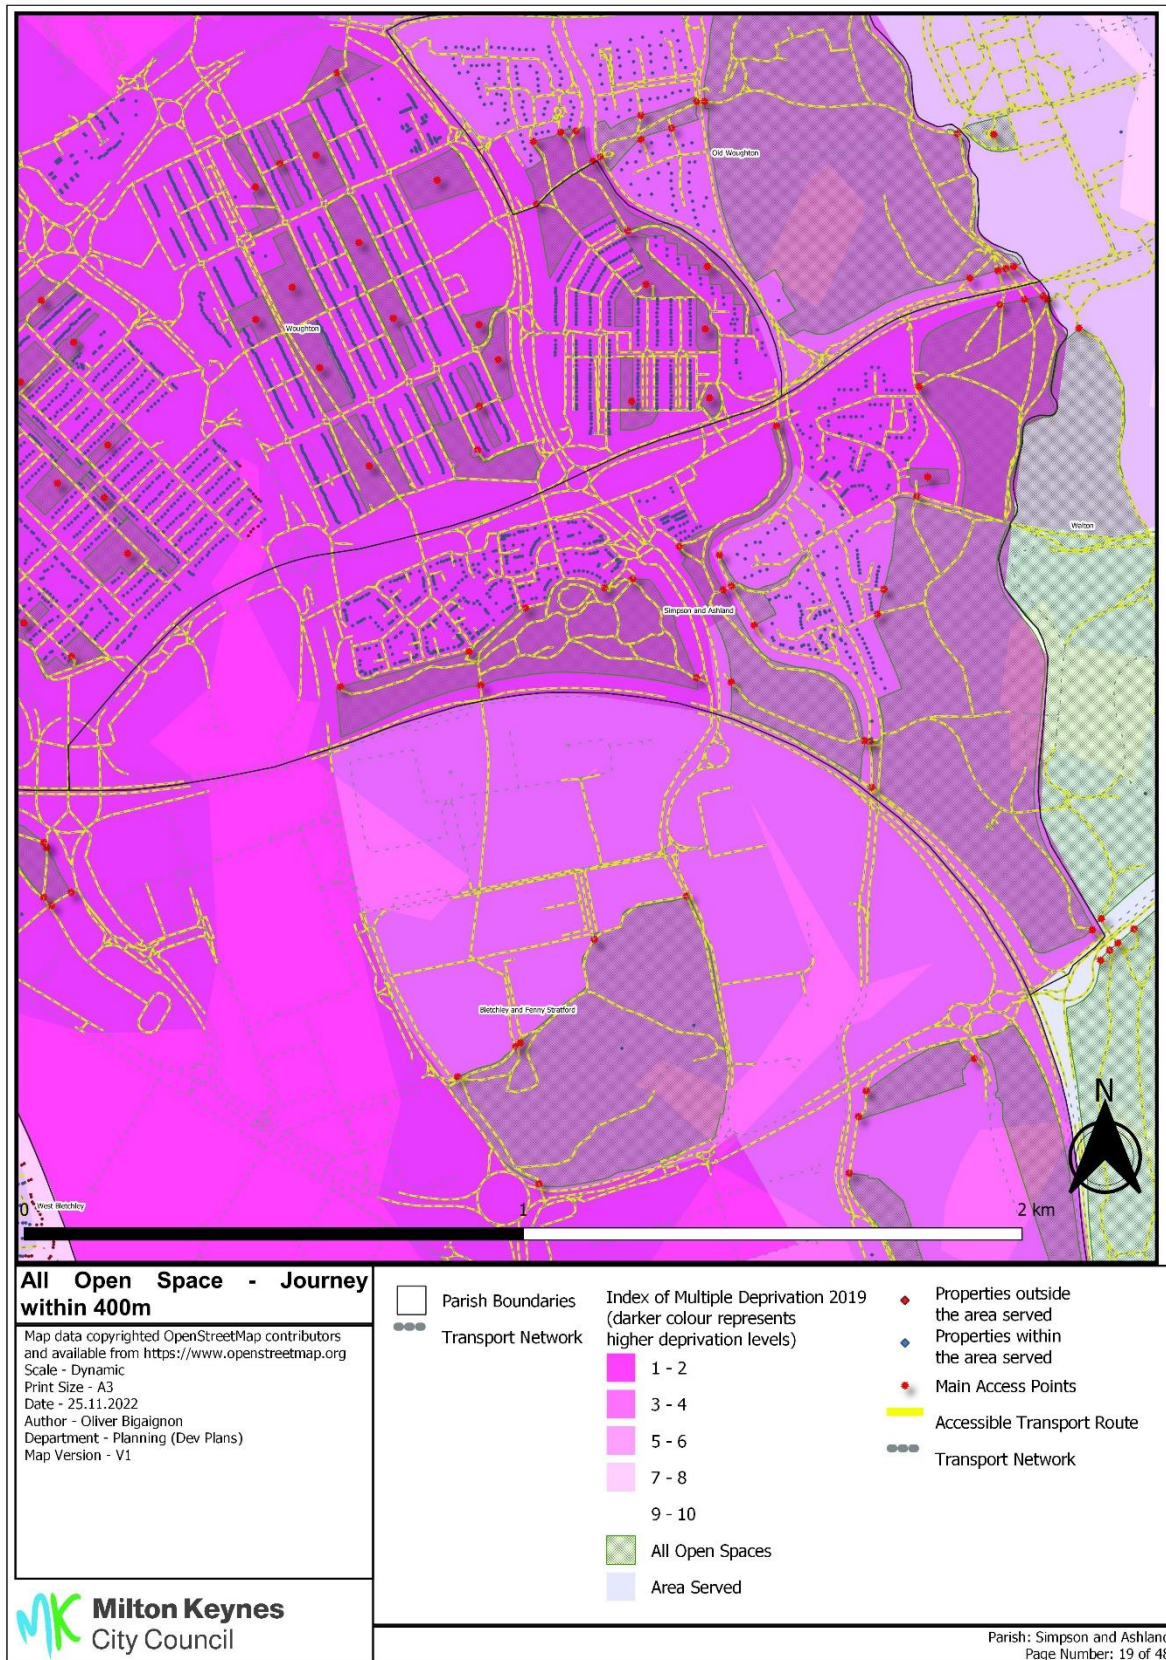 Old Woughton
Woughton
Walton
Simpson and Ashland
Bletchley and Fenny Stratford
N
West Bletchley
0 1 2 km
All Open Space - Journey
within 400m
Map data copyrighted OpenStreetMap contributors
and available from https://www.openstreetmap.org
Scale - Dynamic
Print Size - A3
Date - 25.11.2022
Author - Oliver Bigaignon
Department - Planning (Dev Plans)
Map Version - V1
MK Milton Keynes
City Council
Parish Boundaries
Transport Network
Index of Multiple Deprivation 2019
(darker colour represents
higher deprivation levels)
1 - 2
3 - 4
5 - 6
7 - 8
9 - 10
All Open Spaces
Area Served
Properties outside
the area served
Properties within
the area served
Main Access Points
Accessible Transport Route
Transport Network
Parish: Simpson and Ashland
Page Number: 19 of 48